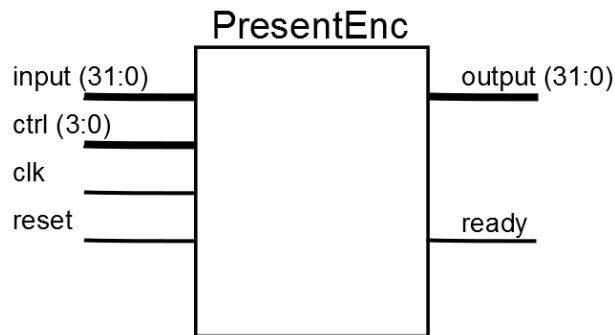 PresentEnc
input (31:0)
output (31:0)
ctrl (3:0)
clk
reset
ready